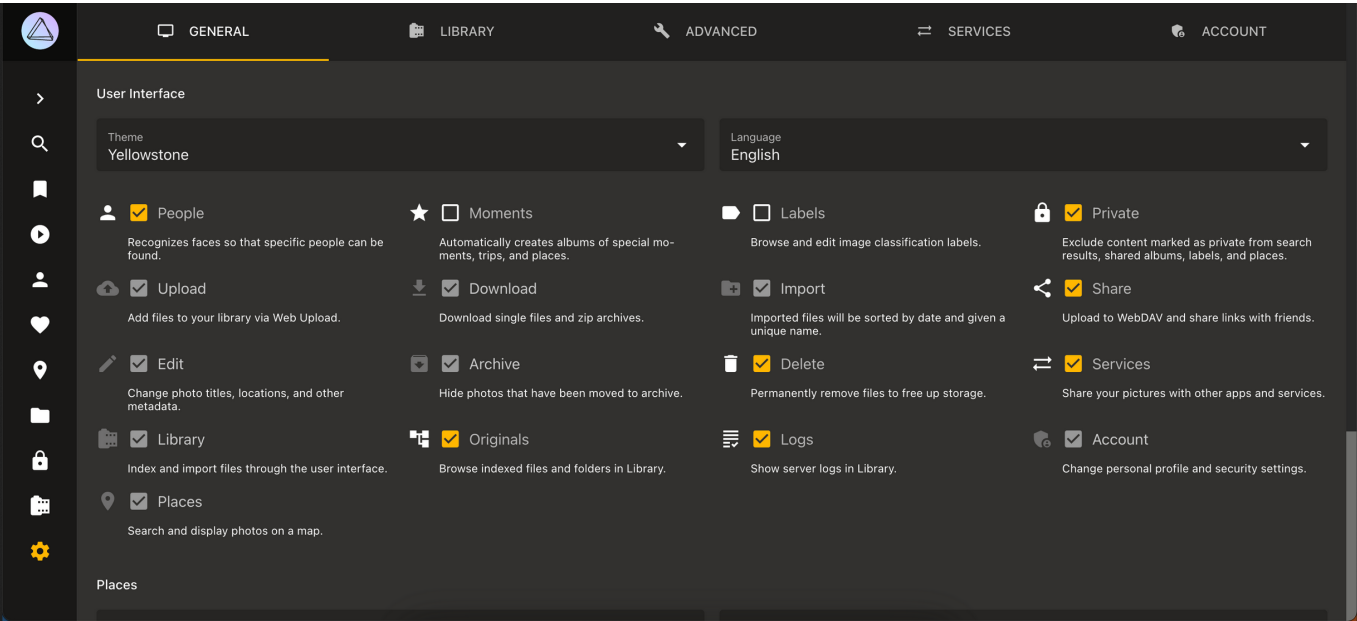 GENERAL LIBRARY ADVANCED SERVICES ACCOUNT
User Interface
Theme
Yellowstone
Language
English
People
Recognizes faces so that specific people can be
found.
Moments
Automatically creates albums of special mo-
ments, trips, and places.
Labels
Browse and edit image classification labels.
Private
Exclude content marked as private from search
results, shared albums, labels, and places.
Upload
Add files to your library via Web Upload.
Download
Download single files and zip archives.
Import
Imported files will be sorted by date and given a
unique name.
Share
Upload to WebDAV and share links with friends.
Edit
Change photo titles, locations, and other
metadata.
Archive
Hide photos that have been moved to archive.
Delete
Permanently remove files to free up storage.
Services
Share your pictures with other apps and services.
Library
Index and import files through the user interface.
Originals
Browse indexed files and folders in Library.
Logs
Show server logs in Library.
Account
Change personal profile and security settings.
Places
Search and display photos on a map.
Places